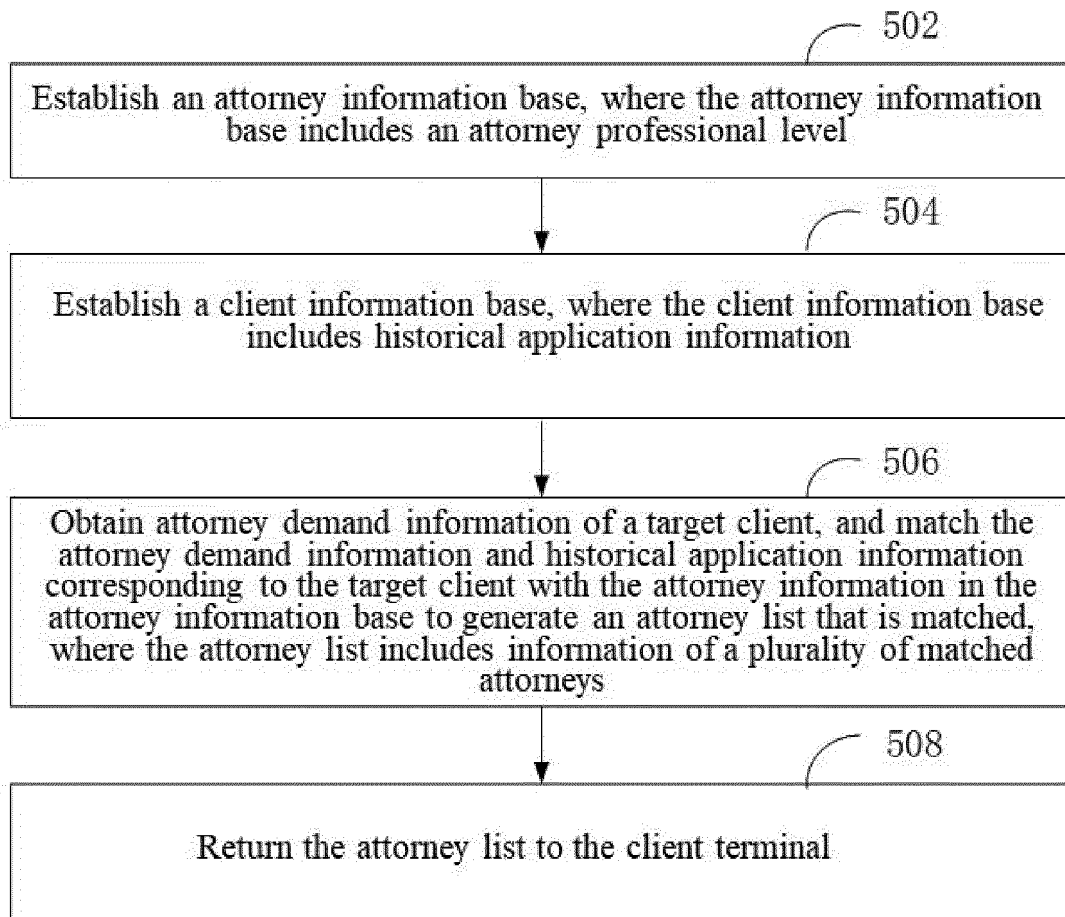 502
Establish an attorney information base, where the attorney information
base includes an attorney professional level
504
Establish a client information base, where the client information base
includes historical application information
506
Obtain attorney demand information of a target client, and match the
attorney demand information and historical application information
corresponding to the target client with the attorney information in the
attorney information base to generate an attorney list that is matched,
where the attorney list includes information of a plurality of matched
attorneys
508
Return the attorney list to the client terminal